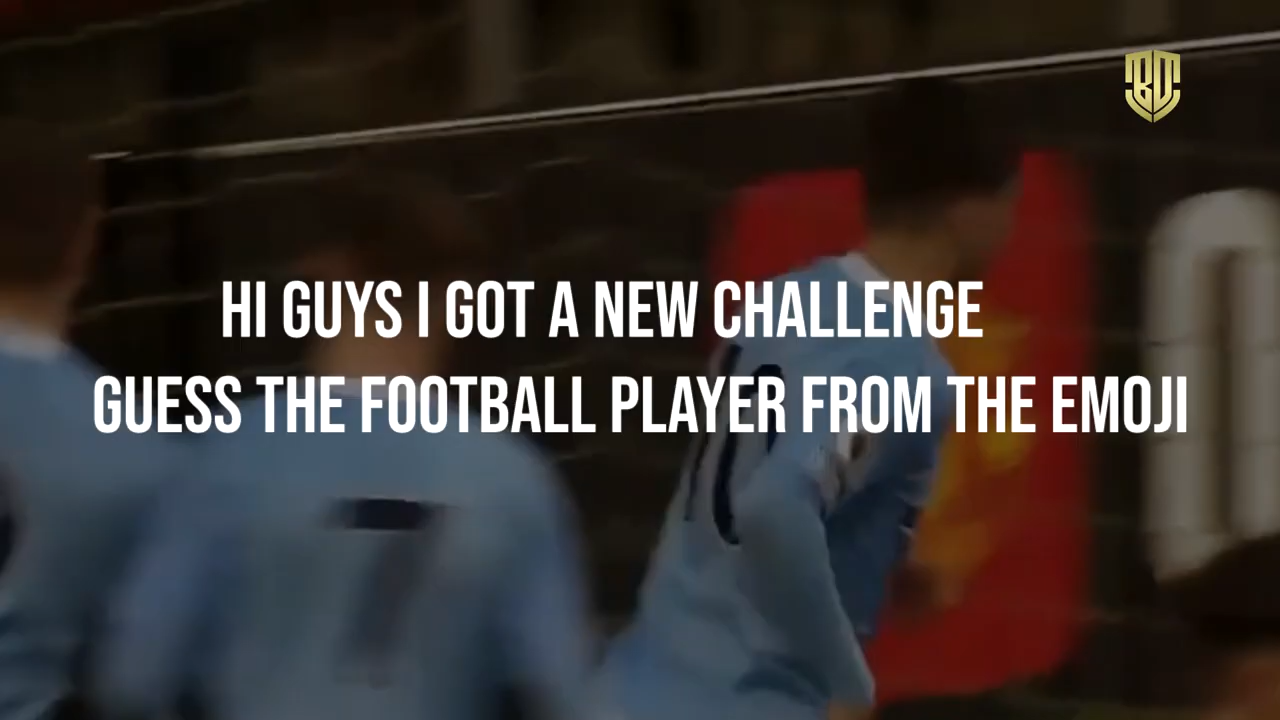 HI GUYS I GOT A NEW CHALLENGE
GUESS THE FOOTBALL PLAYER FROM THE EMOJI